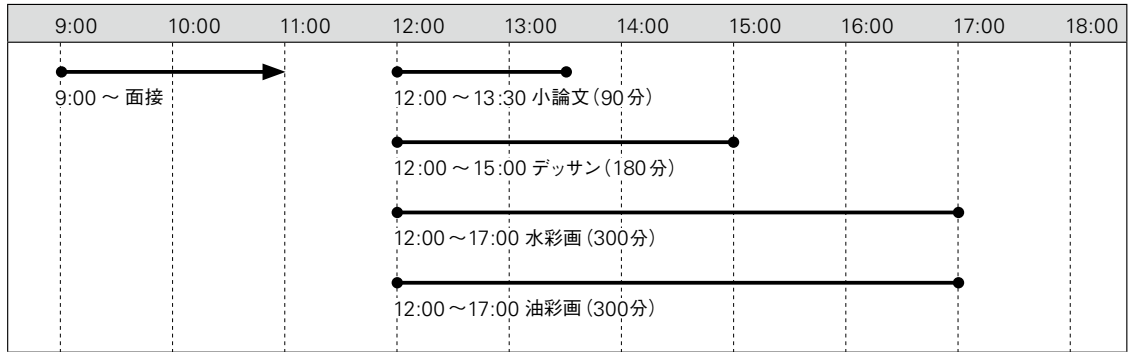 9:00 10:00 11:00 12:00 13:00 14:00 15:00 16:00 17:00 18:00
9:00 ～ 面接
12:00 ～ 13:30 小論文（90分）
12:00 ～ 15:00 デッサン（180分）
12:00 ～ 17:00 水彩画（300分）
12:00 ～ 17:00 油彩画（300分）